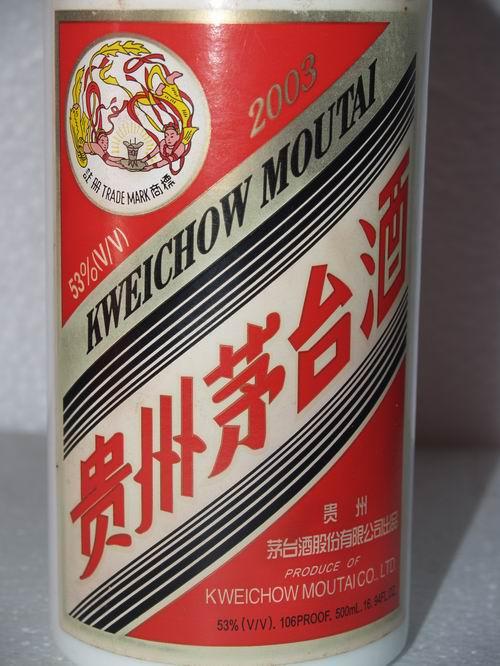 註册 TRADE MARK 商標
2003
53%(V/V)
KWEICHOW MOUTAI
贵州茅台酒
贵 州
茅台酒股份有限公司出品
PRODUCE OF
KWEICHOW MOUTAI CO., LTD.
53% (V/V). 106PROOF. 500mL. 16. 94FL.OZ.